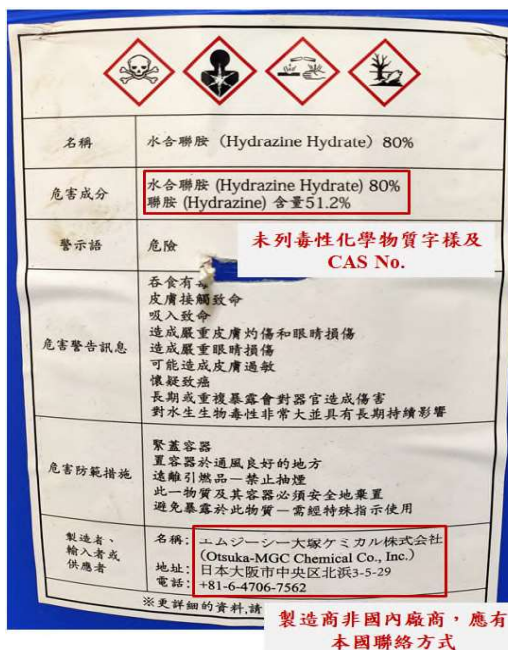 名稱
水合聯胺 (Hydrazine Hydrate) 80%
危害成分
水合聯胺 (Hydrazine Hydrate) 80%
聯胺 (Hydrazine) 含量51.2%
未列毒性化學物質字樣及
CAS No.
警示語
危險
危害警告訊息
吞食有
皮膚接觸致命
吸入致命
造成嚴重皮膚灼傷和眼睛損傷
造成嚴重眼睛損傷
可能造成皮膚過敏
懷疑致癌
長期或重複暴露會對器官造成傷害
對水生生物毒性非常大並具有長期持續影響
危害防範措施
緊蓋容器
置容器於通風良好的地方
遠離引燃品－禁止抽煙
此一物質及其容器必須安全地棄置
避免暴露於此物質－需經特殊指示使用
製造者、
輸入者或
供應者
名稱: エムジーシー大塚ケミカル株式会社
(Otsuka-MGC Chemical Co., Inc.)
地址: 日本大阪市中央区北浜3-5-29
電話: +81-6-4706-7562
※更詳細的資料,請
製造商非國內廠商，應有
本國聯絡方式